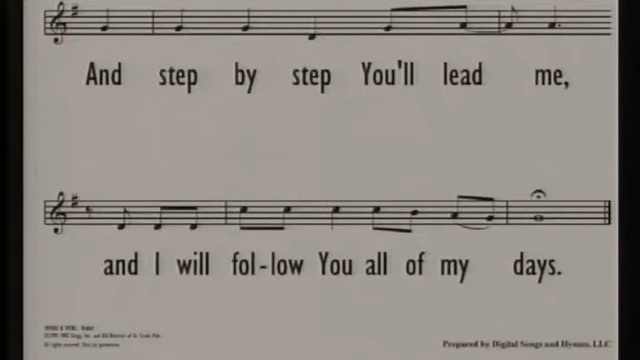 And step by step You'll lead me,
and I will fol-low You all of my days.
Prepared by Digital Songs and Hymns, LLC